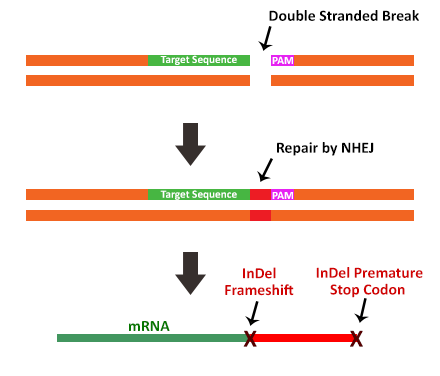 Double Stranded Break
Target Sequence
PAM
Repair by NHEJ
Target Sequence
PAM
InDel
Frameshift
InDel Premature
Stop Codon
mRNA
X
X